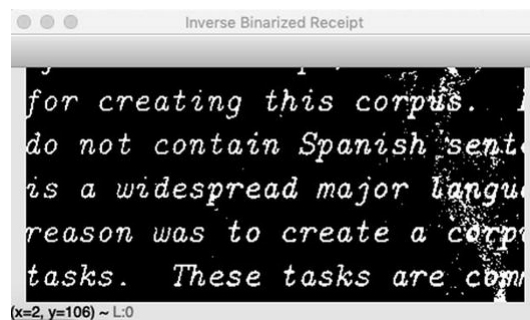 Inverse Binarized Receipt
for creating this corpus.
do not contain Spanish
is a widespread major
reason was to create a
tasks. These tasks are
(x=2, y=106) ~ L:0